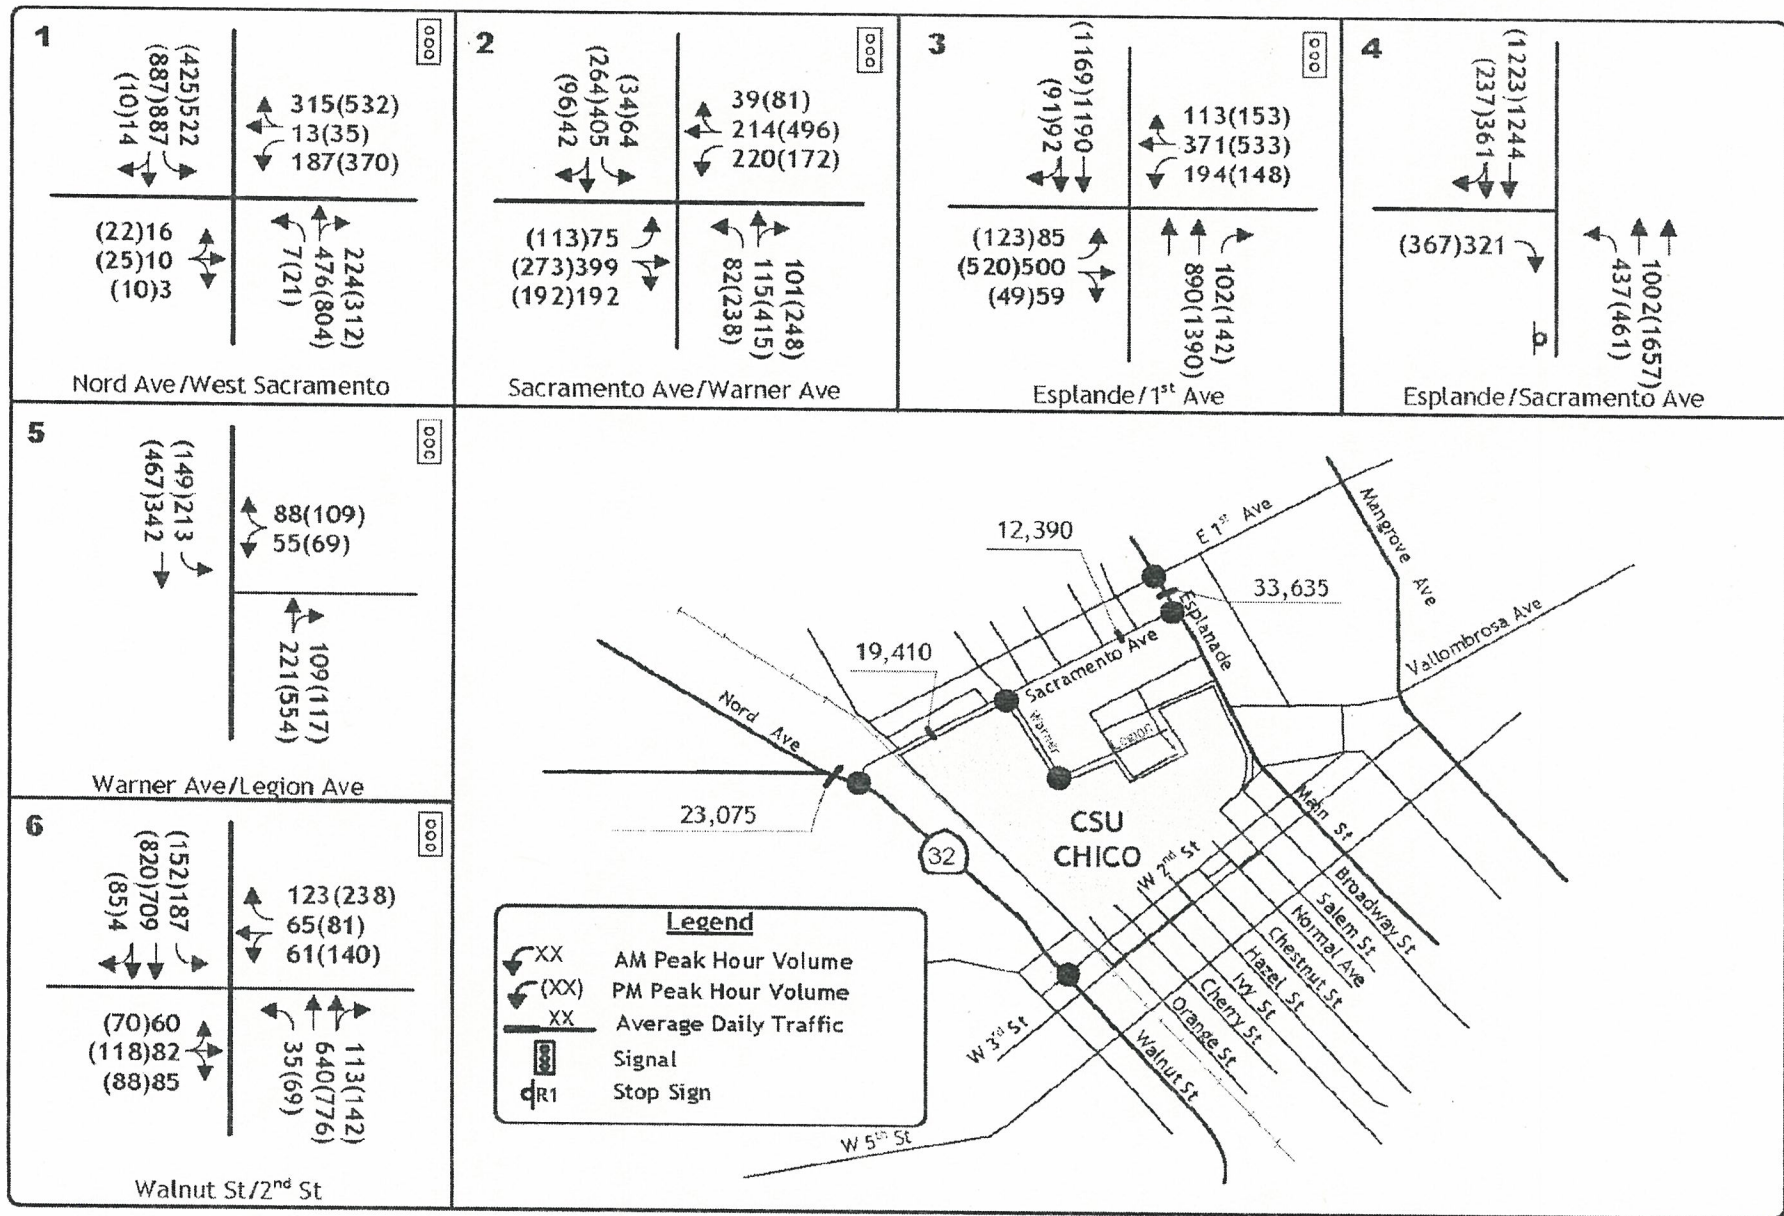 1
(10)14
(887)887
(425)522
315(532)
13(35)
187(370)
(22)16
(25)10
(10)3
7(21)
476(804)
224(312)
Nord Ave/West Sacramento
2
(96)42
(264)405
(34)64
39(81)
214(496)
220(172)
(113)75
(273)399
(192)192
82(238)
115(415)
101(248)
Sacramento Ave/Warner Ave
3
(91)92
(1169)1190
113(153)
371(533)
194(148)
(123)85
(520)500
(49)59
890(1390)
102(142)
Esplande/1st Ave
4
(237)361
(1223)1244
(367)321
437(461)
1002(1657)
Esplande/Sacramento Ave
5
(467)342
(149)213
88(109)
55(69)
221(554)
109(117)
Warner Ave/Legion Ave
6
(85)4
(820)709
(152)187
123(238)
65(81)
61(140)
(70)60
(118)82
(88)85
35(69)
640(776)
113(142)
Walnut St/2nd St
12,390
E 1st Ave
Mangrove Ave
33,635
Esplanade
Vallombrosa Ave
19,410
Sacramento Ave
Nord Ave
Warner
Legion
23,075
CSU
CHICO
32
Main St
W 2nd St
Broadway St
Salem St
Normal Ave
Chestnut St
Hazel St
Ivy St
Cherry St
Orange St
W 3rd St
Walnut St
W 5th St
Legend
XX AM Peak Hour Volume
(XX) PM Peak Hour Volume
XX Average Daily Traffic
Signal
R1 Stop Sign